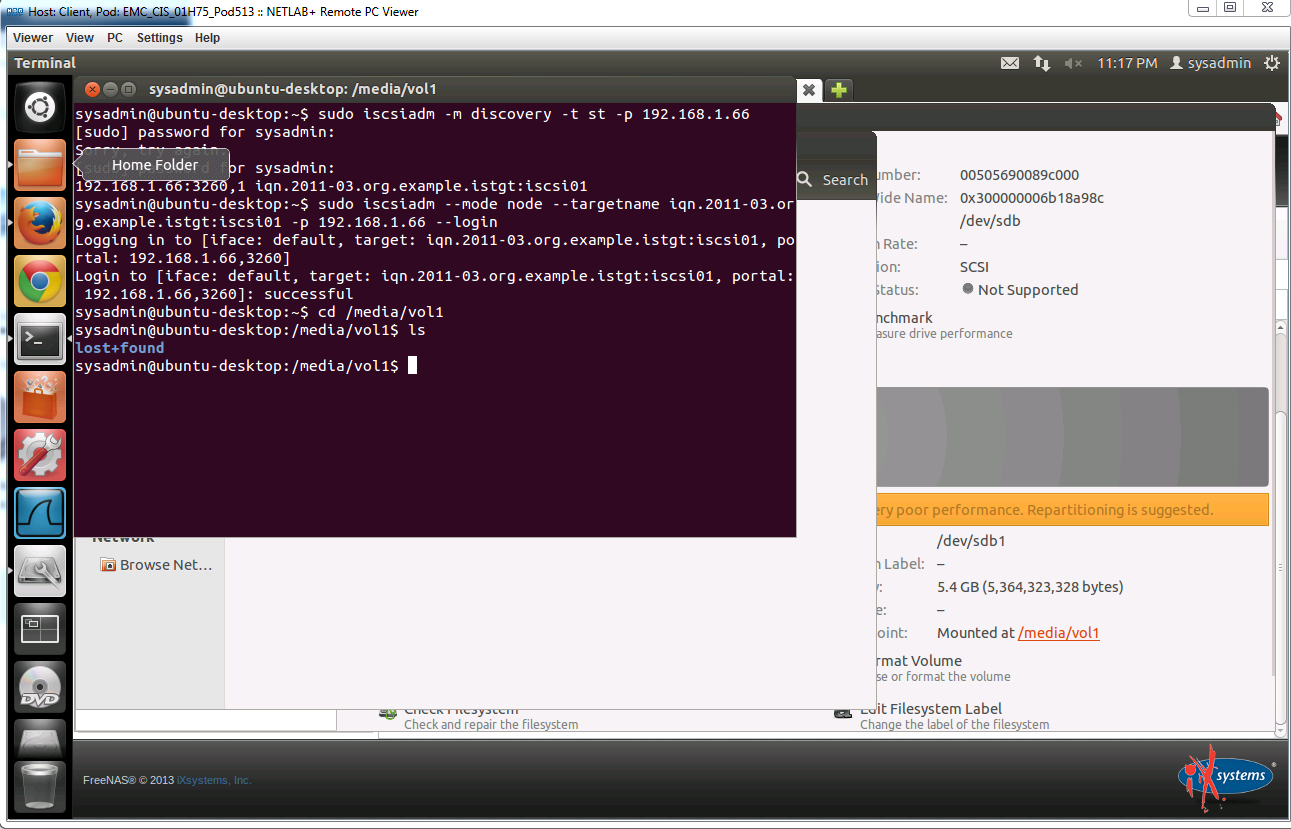 Host: Client, Pod: EMC_CIS_01H75_Pod513 :: NETLAB+ Remote PC Viewer
Viewer View PC Settings Help
Terminal 11:17 PM sysadmin
sysadmin@ubuntu-desktop: /media/vol1
sysadmin@ubuntu-desktop:~$ sudo iscsiadm -m discovery -t st -p 192.168.1.66
[sudo] password for sysadmin:
Sorry, try again.
for sysadmin:
Home Folder
192.168.1.66:3260,1 iqn.2011-03.org.example.istgt:iscsi01
sysadmin@ubuntu-desktop:~$ sudo iscsiadm --mode node --targetname iqn.2011-03.or
g.example.istgt:iscsi01 -p 192.168.1.66 --login
Logging in to [iface: default, target: iqn.2011-03.org.example.istgt:iscsi01, po
rtal: 192.168.1.66,3260]
Login to [iface: default, target: iqn.2011-03.org.example.istgt:iscsi01, portal:
192.168.1.66,3260]: successful
sysadmin@ubuntu-desktop:~$ cd /media/vol1
sysadmin@ubuntu-desktop:/media/vol1$ ls
lost+found
sysadmin@ubuntu-desktop:/media/vol1$
Search
umber: 00505690089c000
ide Name: 0x300000006b18a98c
/dev/sdb
n Rate: –
ion: SCSI
Status: Not Supported
nchmark
asure drive performance
ery poor performance. Repartitioning is suggested.
/dev/sdb1
n Label: –
y: 5.4 GB (5,364,323,328 bytes)
e: –
oint: Mounted at /media/vol1
rmat Volume
se or format the volume
Network
Browse Net...
Check Filesystem
Check and repair the filesystem
Edit Filesystem Label
Change the label of the filesystem
DVD
FreeNAS® © 2013 iXsystems, Inc.
iXsystems®